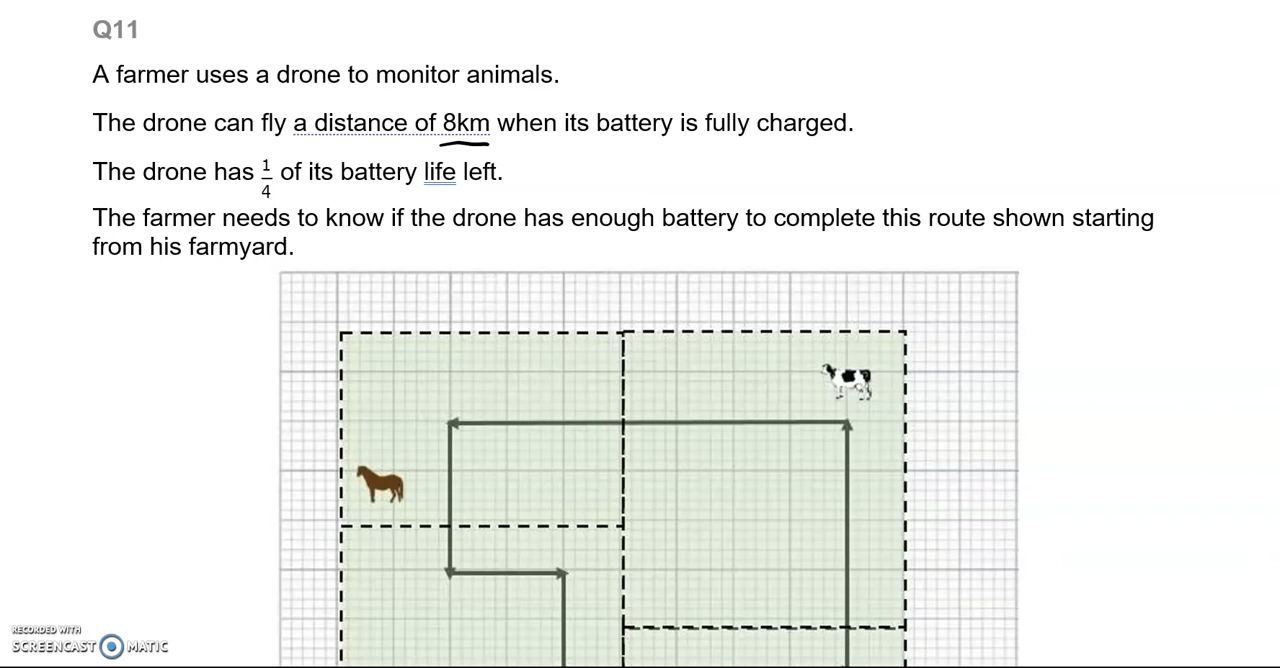 Q11
A farmer uses a drone to monitor animals.
The drone can fly a distance of 8km when its battery is fully charged.
The drone has 1/4 of its battery life left.
The farmer needs to know if the drone has enough battery to complete this route shown starting
from his farmyard.
RECORDED WITH
SCREENCAST MATIC